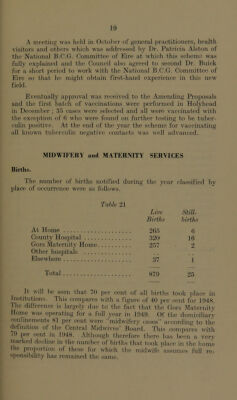 19
A meeting was held in October of general practitioners, health
visitors and others which was addressed by Dr. Patricia Alston of
the National B.C.G. Committee of Eire at which this scheme was
fully explained and the Council also agreed to second Dr. Buick
for a short period to work with the National B.C.G. Committee of
Eire so that he might obtain first-hand experience in this new
field.
Eventually approval was received to the Amending Proposals
and the first batch of vaccinations were performed in Holyhead
in December; 35 cases were selected and all were vaccinated with
the exception of 6 who were found on further testing to be tuber-
culin positive. At the end of the year the scheme for vaccinating
all known tuberculin negative contacts was well advanced.
MIDWIFERY and MATERNITY SERVICES
Births.
The number of births notified during the year classified by
place of occurrence were as follows.
Table 21
Live Still-
Births births
At Home .................... 265 6
County Hospital .............. 320 16
Gors Maternity Home .......... 257 2
Other hospitals .............. .. ..
Elsewhere .................... 37 1
Total .................... 879 25
It will be seen that 70 per cent of all births took place in
Institutions. This compares with a figure of 40 per cent for 1948.
The difference is largely due to the fact that the Gors Maternity
Home was operating for a full year in 1949. Of the domiciliary
confinements 81 per cent were "midwifery cases" according to the
definition of the Central Midwives' Board. This compares with
79 per cent in 1948. Although therefore there has been a very
marked decline in the number of births that took place in the home
the proportion of these for which the midwife assumes full re-
sponsibility has remained the same.